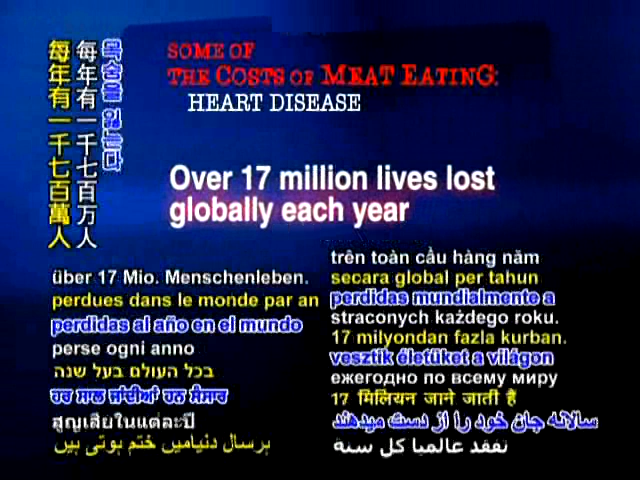 SOME OF
THE COSTS OF MEAT EATING:
HEART DISEASE
每年有一千七百萬人
每年有一千七百万人
목숨을 잃는다
Over 17 million lives lost
globally each year
über 17 Mio. Menschenleben.
perdues dans le monde par an
perdidas al año en el mundo
perse ogni anno
בכל העולם בעל שנה
ਹਰ ਸਾਲ ਜਾਂਦੀਆਂ ਹਨ ਸੰਸਾਰ
สูญเสียในแต่ละปี
ہرسال دنیامیں ختم ہوتی ہیں
trên toàn cầu hàng năm
secara global per tahun
perdidas mundialmente a
straconych każdego roku.
17 milyondan fazla kurban.
vesztik életüket a világon
ежегодно по всему миру
17 मिलियन जाने जाती हैं
سالانه جان خود را از دست میدهند
تفقد عالميا كل سنة